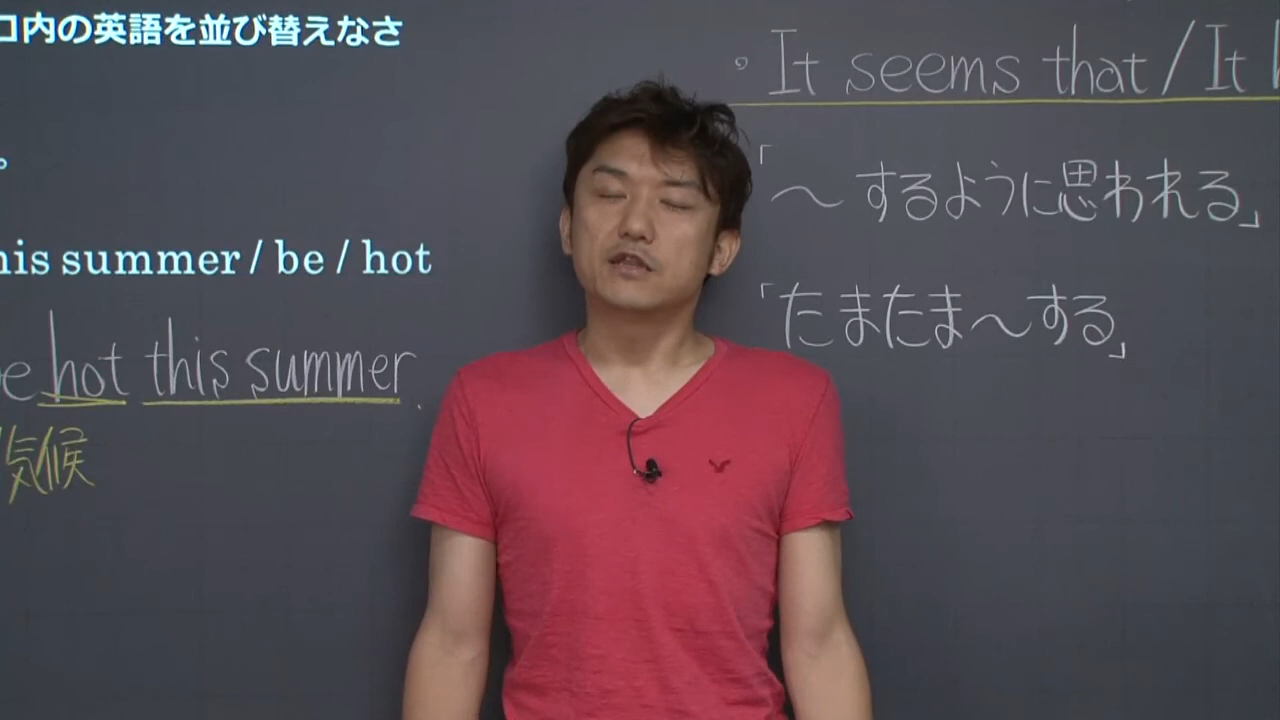 内の英語を並び替えなさ
。
his summer / be / hot
e hot this summer.
気候
・It seems that / It
「～するように思われる」
「たまたま～する」